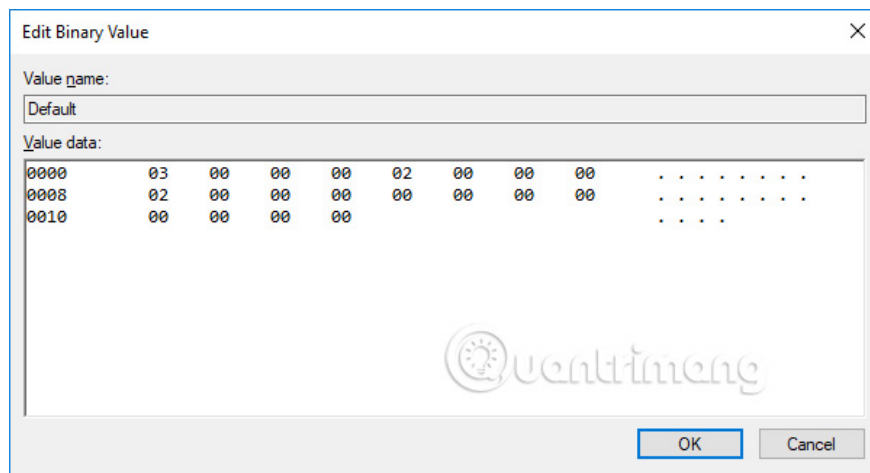 Edit Binary Value
Value name:
Default
Value data:
0000 03 00 00 00 02 00 00 00 . . . . . . . .
0008 02 00 00 00 00 00 00 00 . . . . . . . .
0010 00 00 00 00 . . . .
Quantrimang
OK Cancel